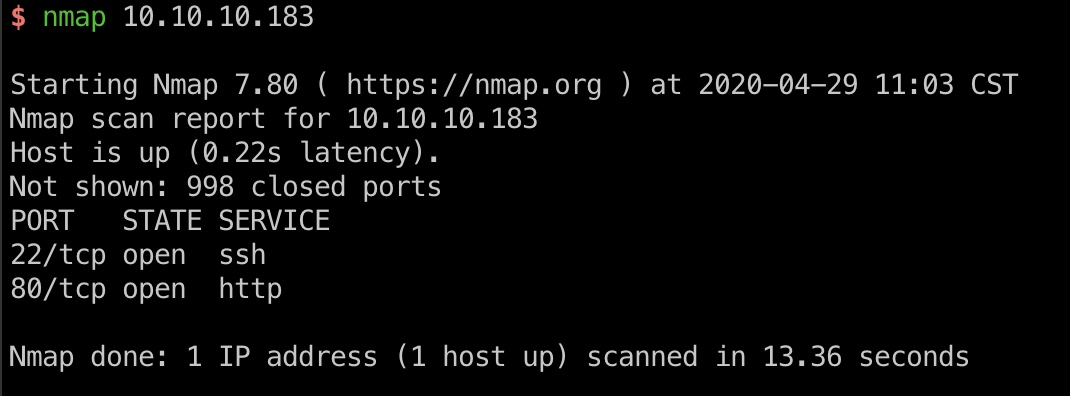 $ nmap 10.10.10.183
Starting Nmap 7.80 ( https://nmap.org ) at 2020-04-29 11:03 CST
Nmap scan report for 10.10.10.183
Host is up (0.22s latency).
Not shown: 998 closed ports
PORT   STATE SERVICE
22/tcp open  ssh
80/tcp open  http
Nmap done: 1 IP address (1 host up) scanned in 13.36 seconds